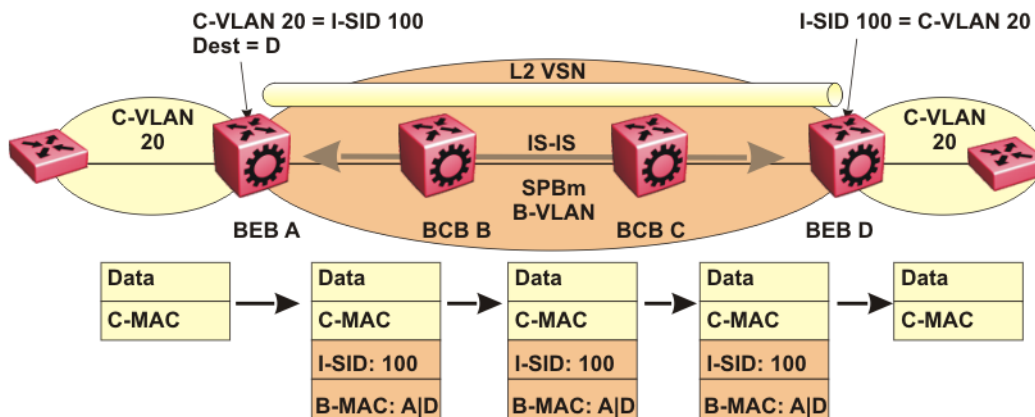 C-VLAN 20 = I-SID 100
Dest = D
I-SID 100 = C-VLAN 20
L2 VSN
C-VLAN
20
IS-IS
C-VLAN
20
SPBm
B-VLAN
BEB A
BCB B
BCB C
BEB D
Data
C-MAC
Data
C-MAC
I-SID: 100
B-MAC: A|D
Data
C-MAC
I-SID: 100
B-MAC: A|D
Data
C-MAC
I-SID: 100
B-MAC: A|D
Data
C-MAC